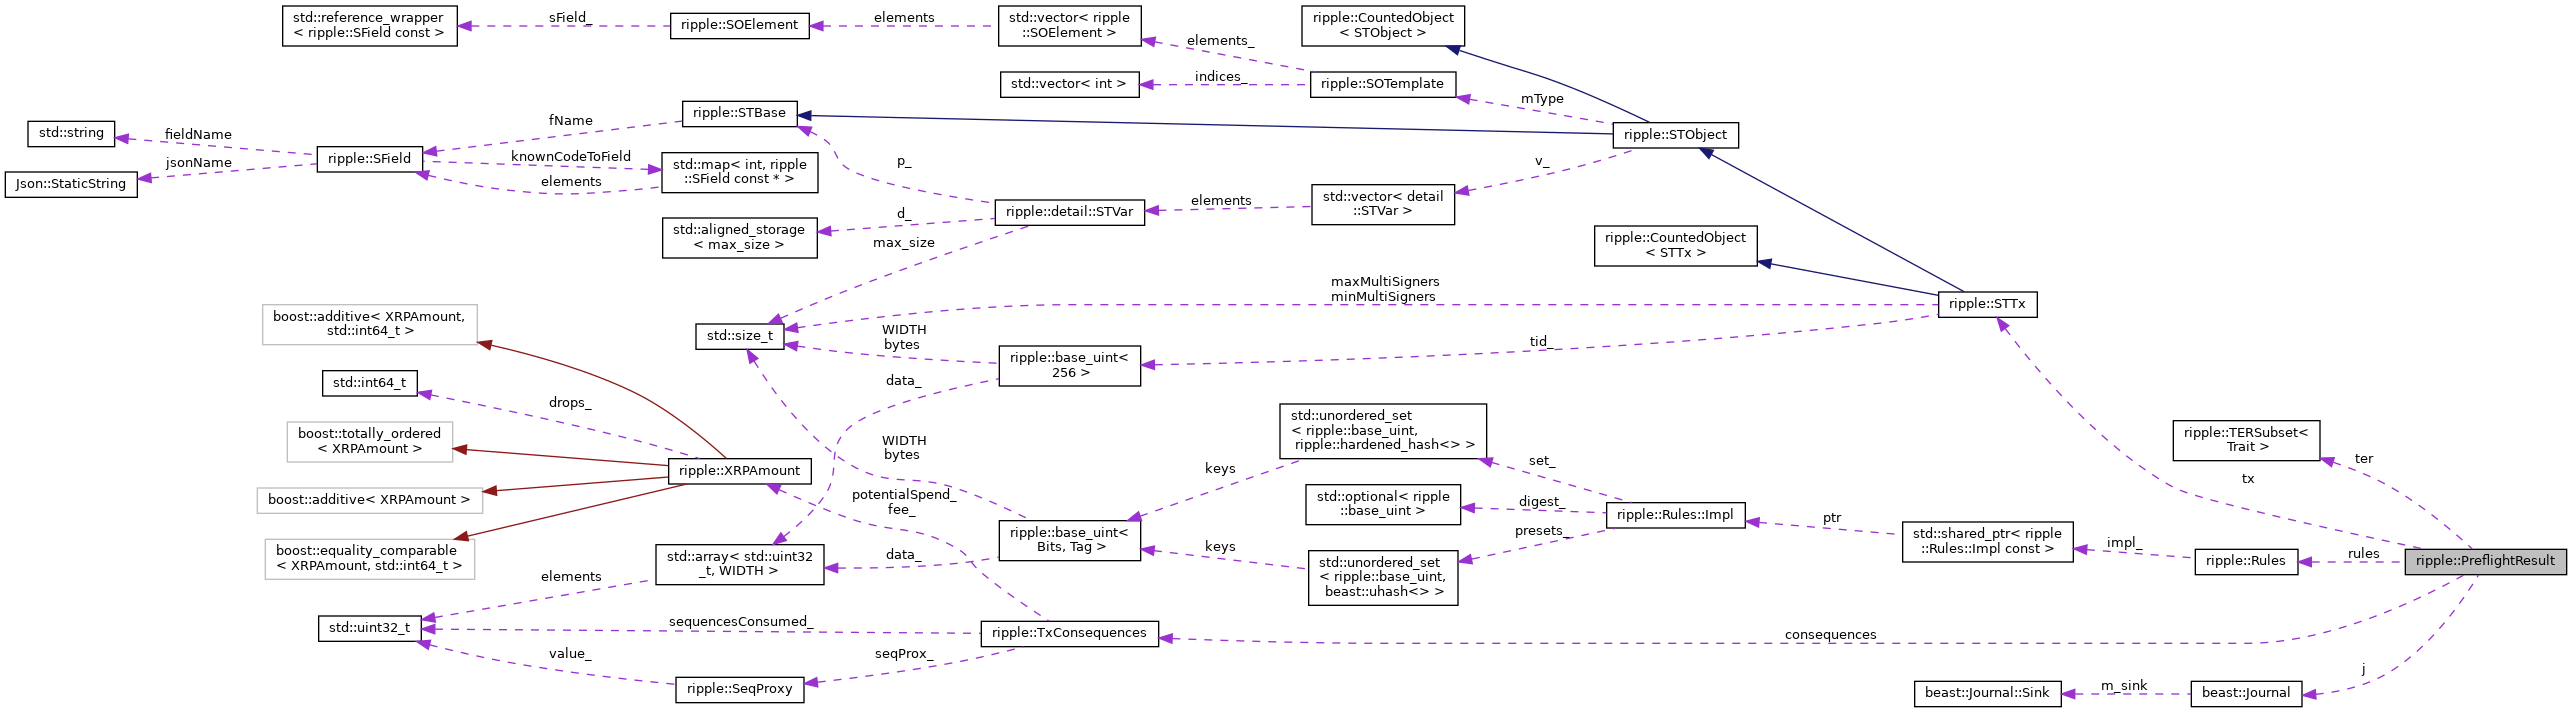 std::reference_wrapper
< ripple::SField const >
sField_
ripple::SOElement
elements
std::vector< ripple
::SOElement >
ripple::CountedObject
< STObject >
elements_
std::vector< int >
indices_
ripple::SOTemplate
mType
ripple::STBase
ripple::STObject
std::string
fieldName
fName
Json::StaticString
jsonName
ripple::SField
knownCodeToField
elements
std::map< int, ripple
::SField const * >
p_
v_
std::vector< detail
::STVar >
elements
ripple::detail::STVar
d_
std::aligned_storage
< max_size >
max_size
ripple::CountedObject
< STTx >
maxMultiSigners
minMultiSigners
ripple::STTx
boost::additive< XRPAmount,
std::int64_t >
std::size_t
WIDTH
bytes
ripple::base_uint<
256 >
tid_
std::int64_t
drops_
data_
boost::totally_ordered
< XRPAmount >
ripple::XRPAmount
WIDTH
bytes
std::unordered_set
< ripple::base_uint,
ripple::hardened_hash<> >
keys
set_
ripple::TERSubset<
Trait >
ter
tx
boost::additive< XRPAmount >
potentialSpend_
fee_
std::optional< ripple
::base_uint >
digest_
ripple::Rules::Impl
ptr
std::shared_ptr< ripple
::Rules::Impl const >
impl_
ripple::Rules
rules
ripple::PreflightResult
boost::equality_comparable
< XRPAmount, std::int64_t >
std::array< std::uint32
_t, WIDTH >
data_
ripple::base_uint<
Bits, Tag >
keys
presets_
std::unordered_set
< ripple::base_uint,
beast::uhash<> >
elements
std::uint32_t
sequencesConsumed_
ripple::TxConsequences
consequences
value_
ripple::SeqProxy
seqProx_
j
beast::Journal::Sink
m_sink
beast::Journal